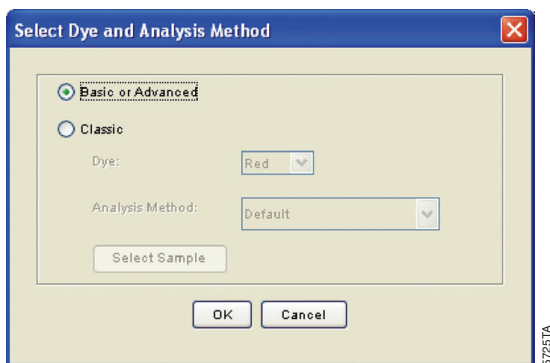 Select Dye and Analysis Method
Basic or Advanced
Classic
Dye: Red
Analysis Method: Default
Select Sample
OK Cancel
5725TA